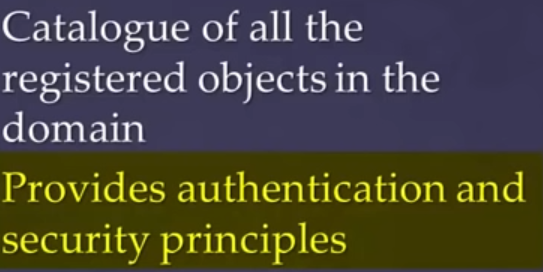 Catalogue of all the
registered objects in the
domain
Provides authentication and
security principles